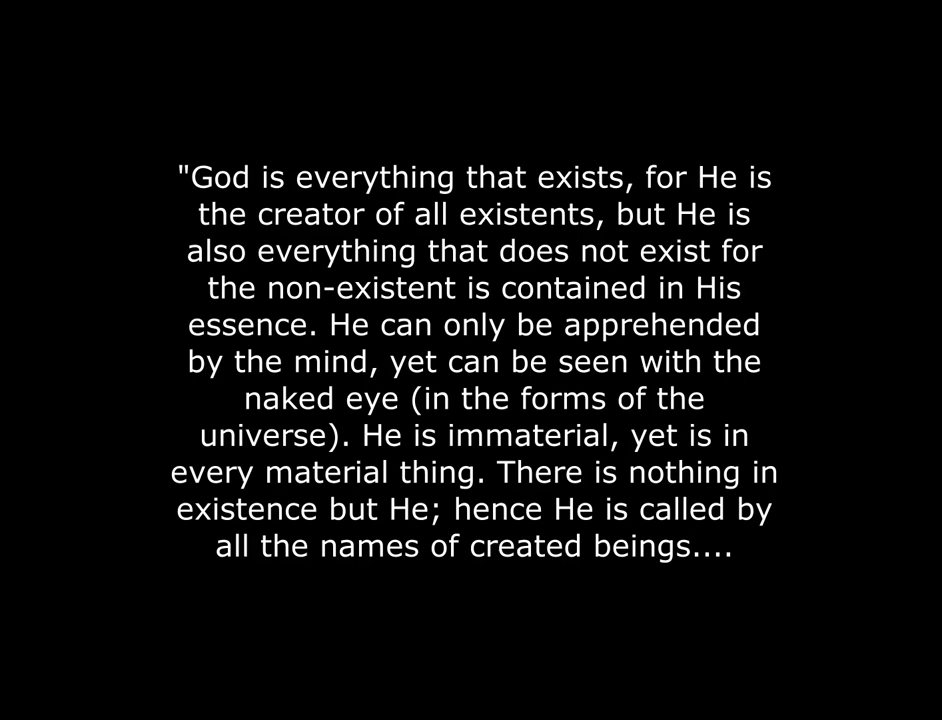 "God is everything that exists, for He is
the creator of all existents, but He is
also everything that does not exist for
the non-existent is contained in His
essence. He can only be apprehended
by the mind, yet can be seen with the
naked eye (in the forms of the
universe). He is immaterial, yet is in
every material thing. There is nothing in
existence but He; hence He is called by
all the names of created beings....